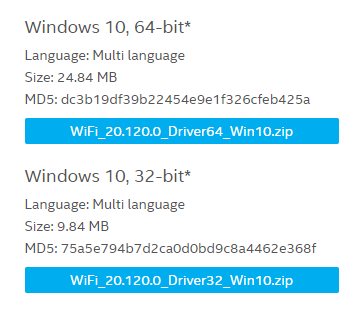 Windows 10, 64-bit*
Language: Multi language
Size: 24.84 MB
MD5: dc3b19df39b22454e9e1f326cfeb425a
WiFi_20.120.0_Driver64_Win10.zip
Windows 10, 32-bit*
Language: Multi language
Size: 9.84 MB
MD5: 75a5e794b7d2ca0d0bd9c8a4462e368f
WiFi_20.120.0_Driver32_Win10.zip